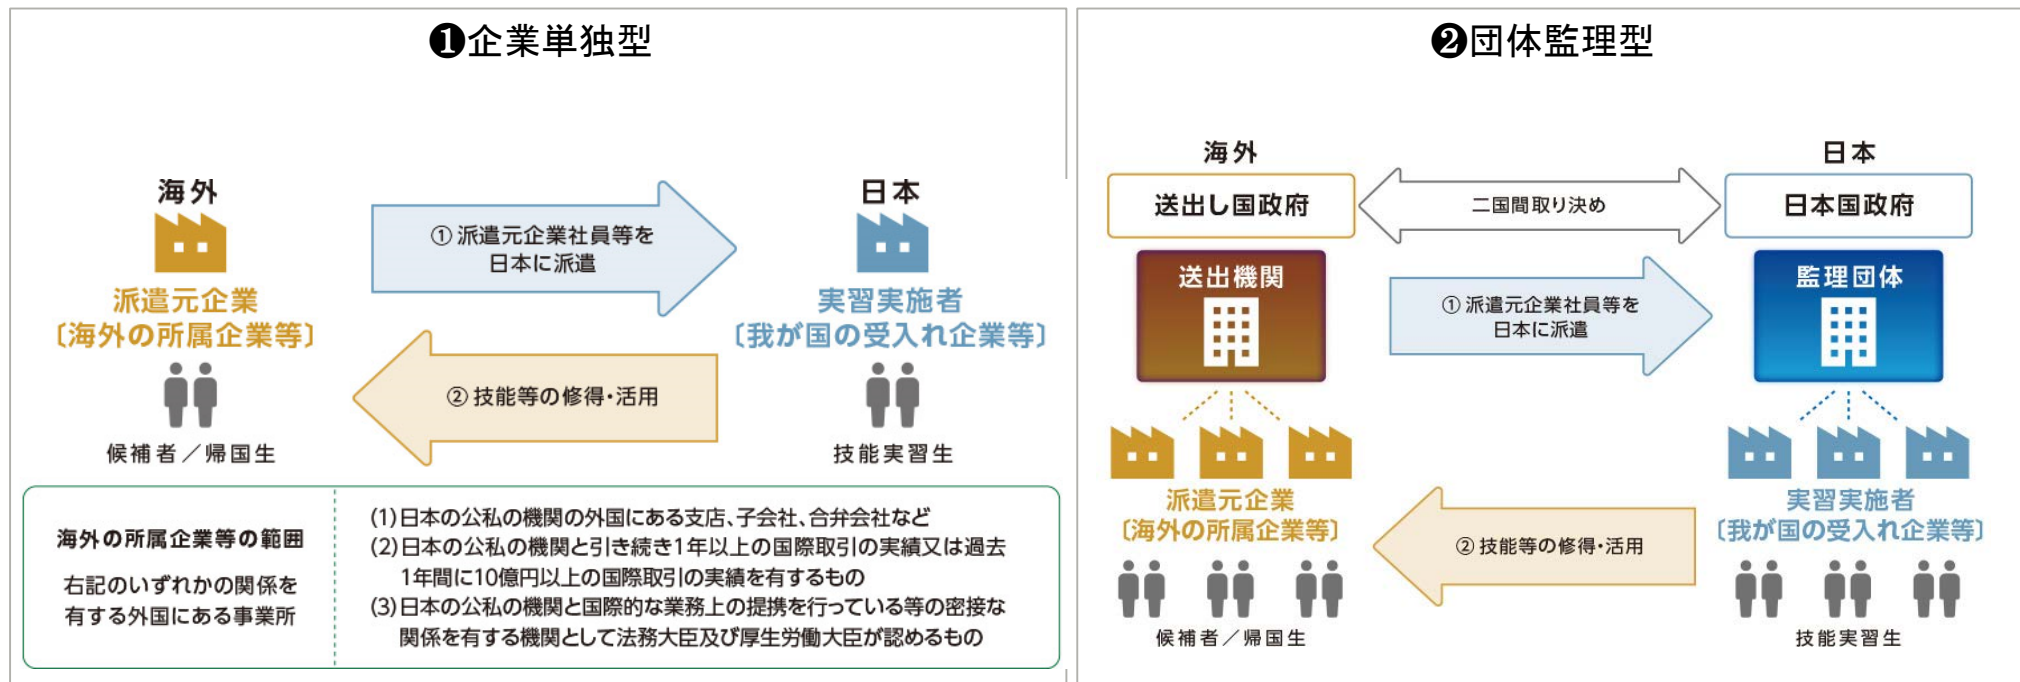 ❶企業単独型
海外
日本
① 派遣元企業社員等を
日本に派遣
派遣元企業
〔海外の所属企業等〕
実習実施者
〔我が国の受入れ企業等〕
② 技能等の修得・活用
候補者／帰国生
技能実習生
海外の所属企業等の範囲
右記のいずれかの関係を
有する外国にある事業所
(1)日本の公私の機関の外国にある支店、子会社、合弁会社など
(2)日本の公私の機関と引き続き1年以上の国際取引の実績又は過去
1年間に10億円以上の国際取引の実績を有するもの
(3)日本の公私の機関と国際的な業務上の提携を行っている等の密接な
関係を有する機関として法務大臣及び厚生労働大臣が認めるもの
❷団体監理型
海外
日本
送出し国政府
二国間取り決め
日本国政府
送出機関
監理団体
① 派遣元企業社員等を
日本に派遣
派遣元企業
〔海外の所属企業等〕
実習実施者
〔我が国の受入れ企業等〕
② 技能等の修得・活用
候補者／帰国生
技能実習生